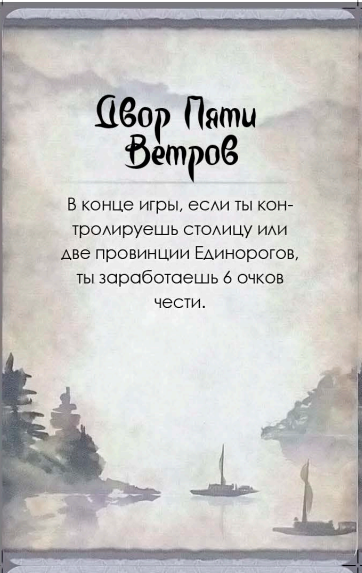 Двор Пяти
Ветров
В конце игры, если ты кон-
тролируешь столицу или
две провинции Единорогов,
ты заработаешь 6 очков
чести.